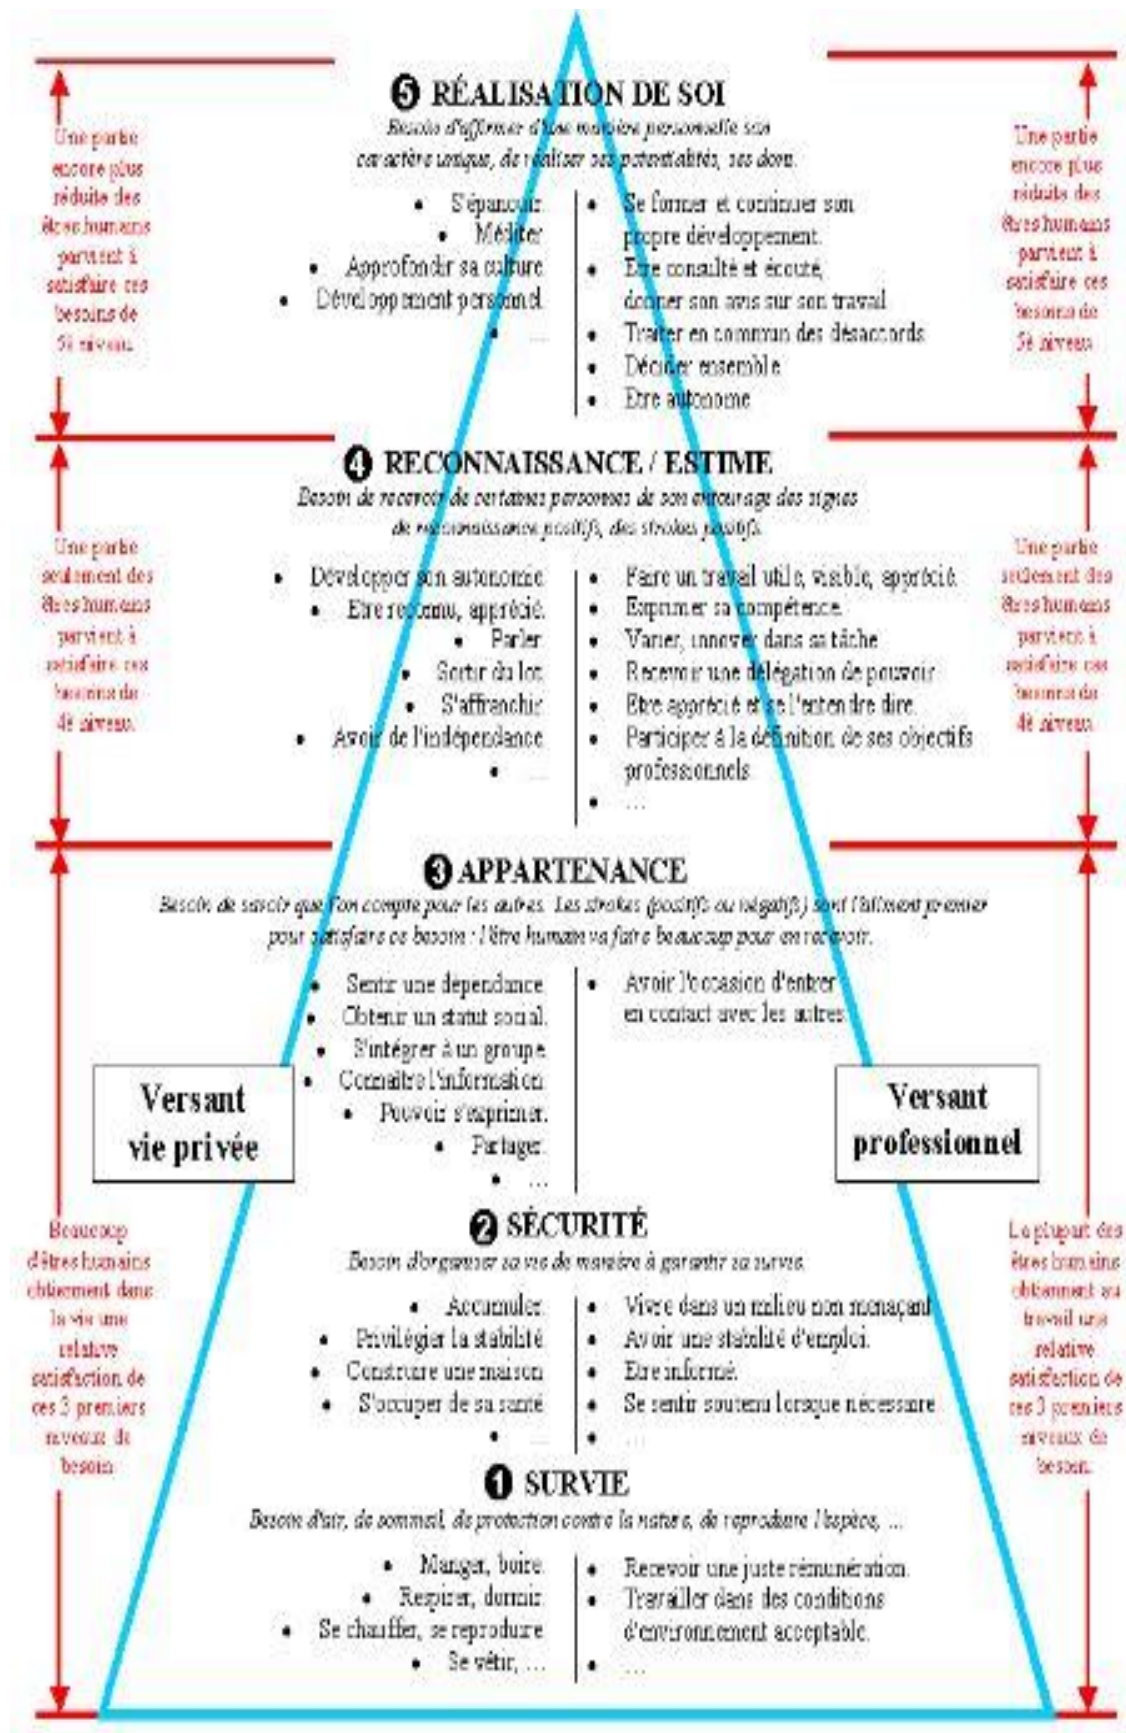 ❺ RÉALISATION DE SOI
Besoin d'affirmer d'une manière personnelle son
caractère unique, de réaliser ses potentialités, ses dons.
• S'épanouir
• Méditer
• Approfondir sa culture
• Développement personnel
• ...
• Se former et continuer son
propre développement.
• Etre consulté et écouté,
donner son avis sur son travail
• Traiter en commun des désaccords
• Décider ensemble
• Etre autonome
Une partie
encore plus
réduite des
êtres humains
parvient à
satisfaire ces
besoins de
5è niveau.
Une partie
encore plus
réduite des
êtres humains
parvient à
satisfaire ces
besoins de
5è niveau
❹ RECONNAISSANCE / ESTIME
Besoin de recevoir de certaines personnes de son entourage des signes
de reconnaissance positifs, des strokes positifs.
• Développer son autonomie
• Etre reconnu, apprécié.
• Parler
• Sortir du lot
• S'affranchir
• Avoir de l'indépendance
• ...
• Faire un travail utile, visible, apprécié.
• Exprimer sa compétence.
• Varier, innover dans sa tâche
• Recevoir une délégation de pouvoir
• Etre apprécié et se l'entendre dire.
• Participer à la définition de ses objectifs
professionnels
• ...
Une partie
seulement des
êtres humains
parvient à
satisfaire ces
besoins de
4è niveau.
Une partie
seulement des
êtres humains
parvient à
satisfaire ces
besoins de
4è niveau
❸ APPARTENANCE
Besoin de savoir que l'on compte pour les autres. Les strokes (positifs ou négatifs) sont l'aliment premier
pour satisfaire ce besoin : l'être humain va faire beaucoup pour en recevoir.
• Sentir une dépendance
• Obtenir un statut social.
• S'intégrer à un groupe
• Connaître l'information
• Pouvoir s'exprimer.
• Partager
• ...
• Avoir l'occasion d'entrer
en contact avec les autres
Versant
vie privée
Versant
professionnel
❷ SÉCURITÉ
Besoin d'organiser sa vie de manière à garantir sa survie.
• Accumuler
• Privilégier la stabilité
• Construire une maison
• S'occuper de sa santé
• ...
• Vivre dans un milieu non menaçant
• Avoir une stabilité d'emploi.
• Etre informé.
• Se sentir soutenu lorsque nécessaire
• ...
Beaucoup
d'êtres humains
obtiennent dans
la vie une
relative
satisfaction de
ces 3 premiers
niveaux de
besoin
La plupart des
êtres humains
obtiennent au
travail une
relative
satisfaction de
ces 3 premiers
niveaux de
besoin.
❶ SURVIE
Besoin d'air, de sommeil, de protection contre la nature, de reproduire l'espèce, ...
• Manger, boire.
• Respirer, dormir.
• Se chauffer, se reproduire
• Se vêtir, ...
• Recevoir une juste rémunération.
• Travailler dans des conditions
d'environnement acceptable.
• ...